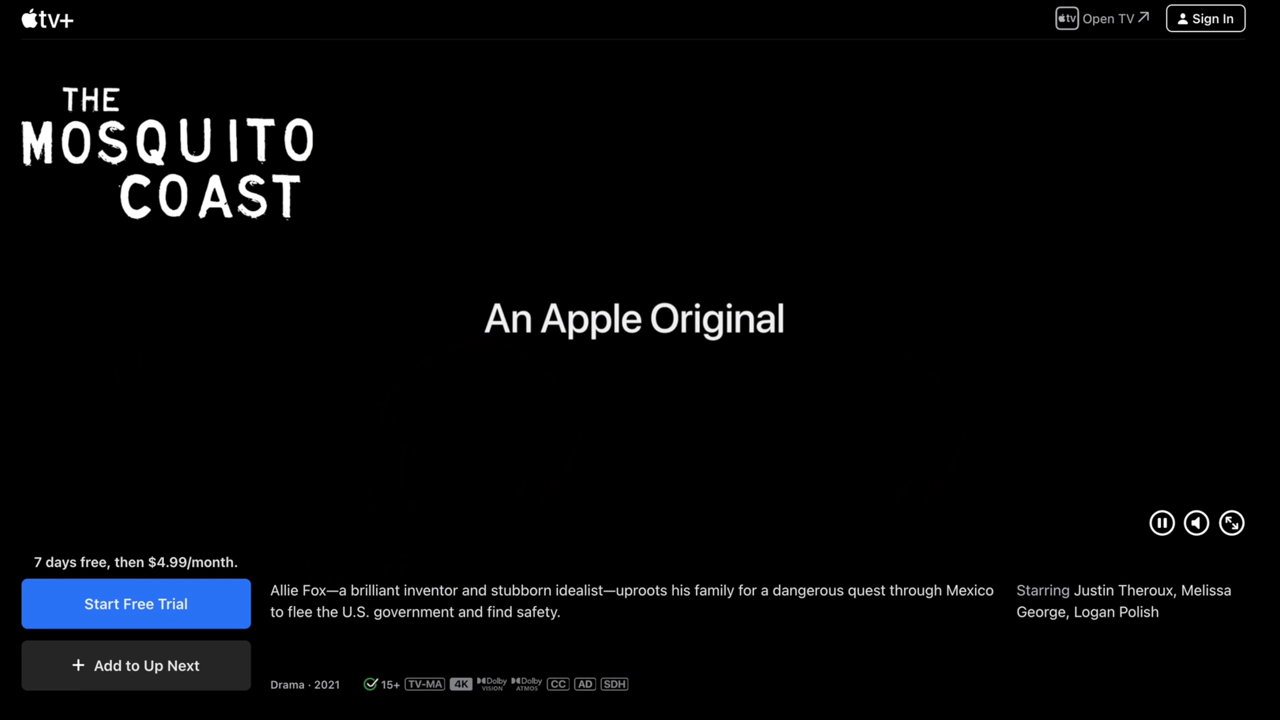 tv+
tv Open TV
Sign In
THE
MOSQUITO
COAST
An Apple Original
7 days free, then $4.99/month.
Start Free Trial
+ Add to Up Next
Allie Fox—a brilliant inventor and stubborn idealist—uproots his family for a dangerous quest through Mexico
to flee the U.S. government and find safety.
Starring Justin Theroux, Melissa
George, Logan Polish
Drama · 2021 15+ TV-MA 4K Dolby VISION Dolby ATMOS CC AD SDH